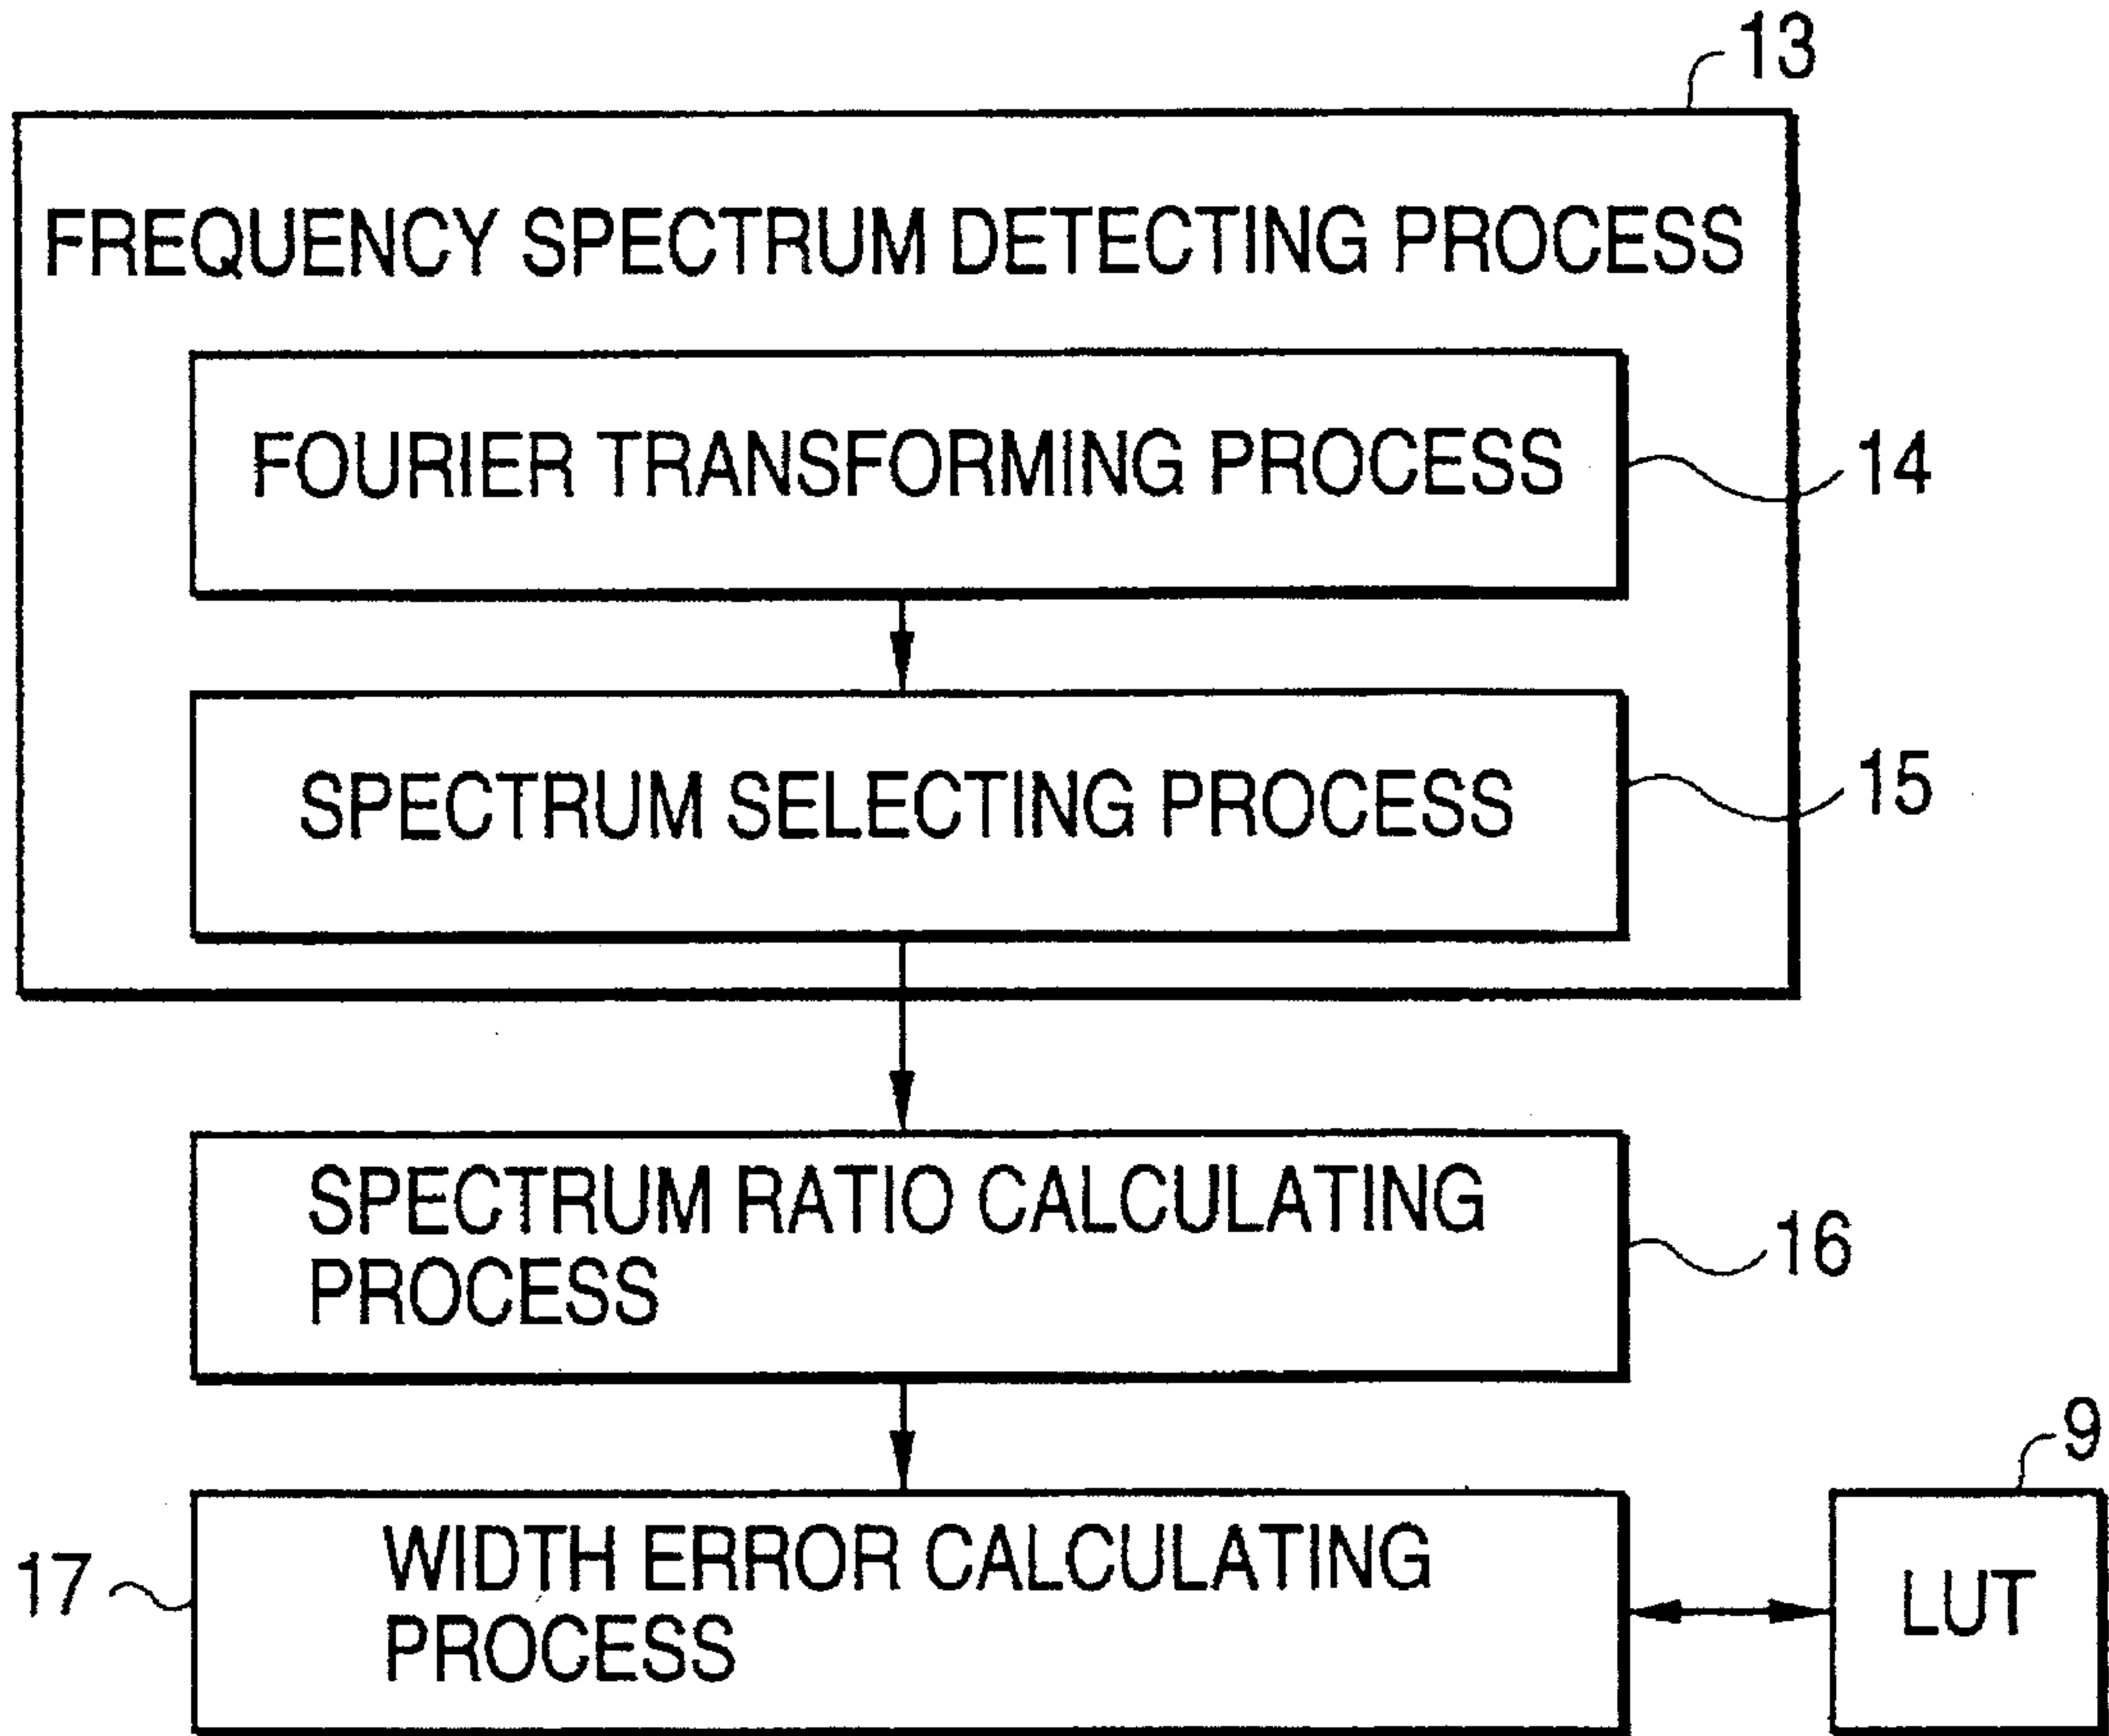 13
FREQUENCY SPECTRUM DETECTING PROCESS
FOURIER TRANSFORMING PROCESS
14
SPECTRUM SELECTING PROCESS
15
SPECTRUM RATIO CALCULATING
PROCESS
16
9
17
WIDTH ERROR CALCULATING
PROCESS
LUT